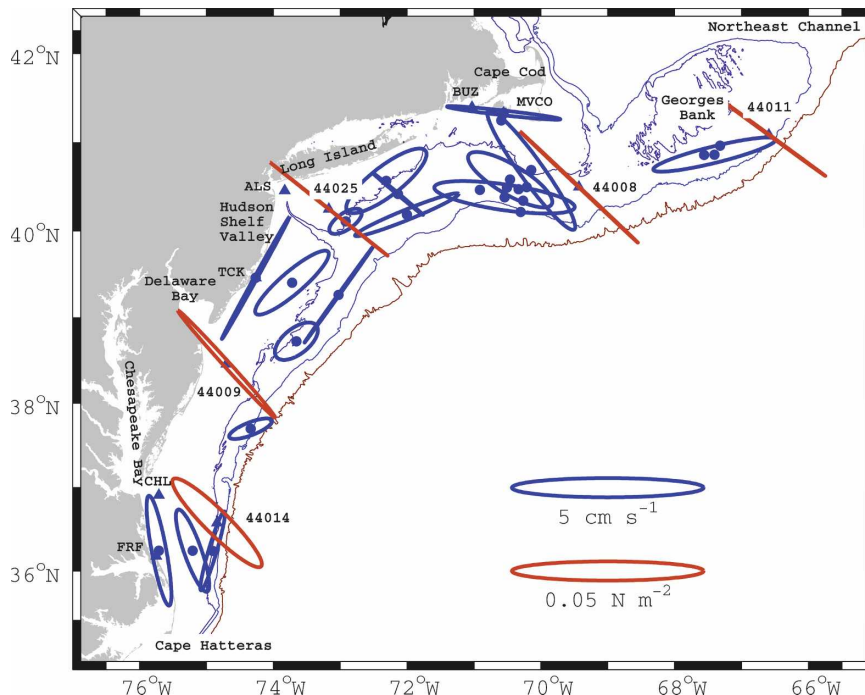 Northeast Channel
42°N
Cape Cod
BUZ
MVCO
Georges
Bank
44011
Long Island
ALS
44025
44008
Hudson
Shelf
Valley
40°N
TCK
Delaware
Bay
44009
Chesapeake Bay
38°N
CHL
44014
5 cm s⁻¹
FRF
36°N
0.05 N m⁻²
Cape Hatteras
76°W
74°W
72°W
70°W
68°W
66°W